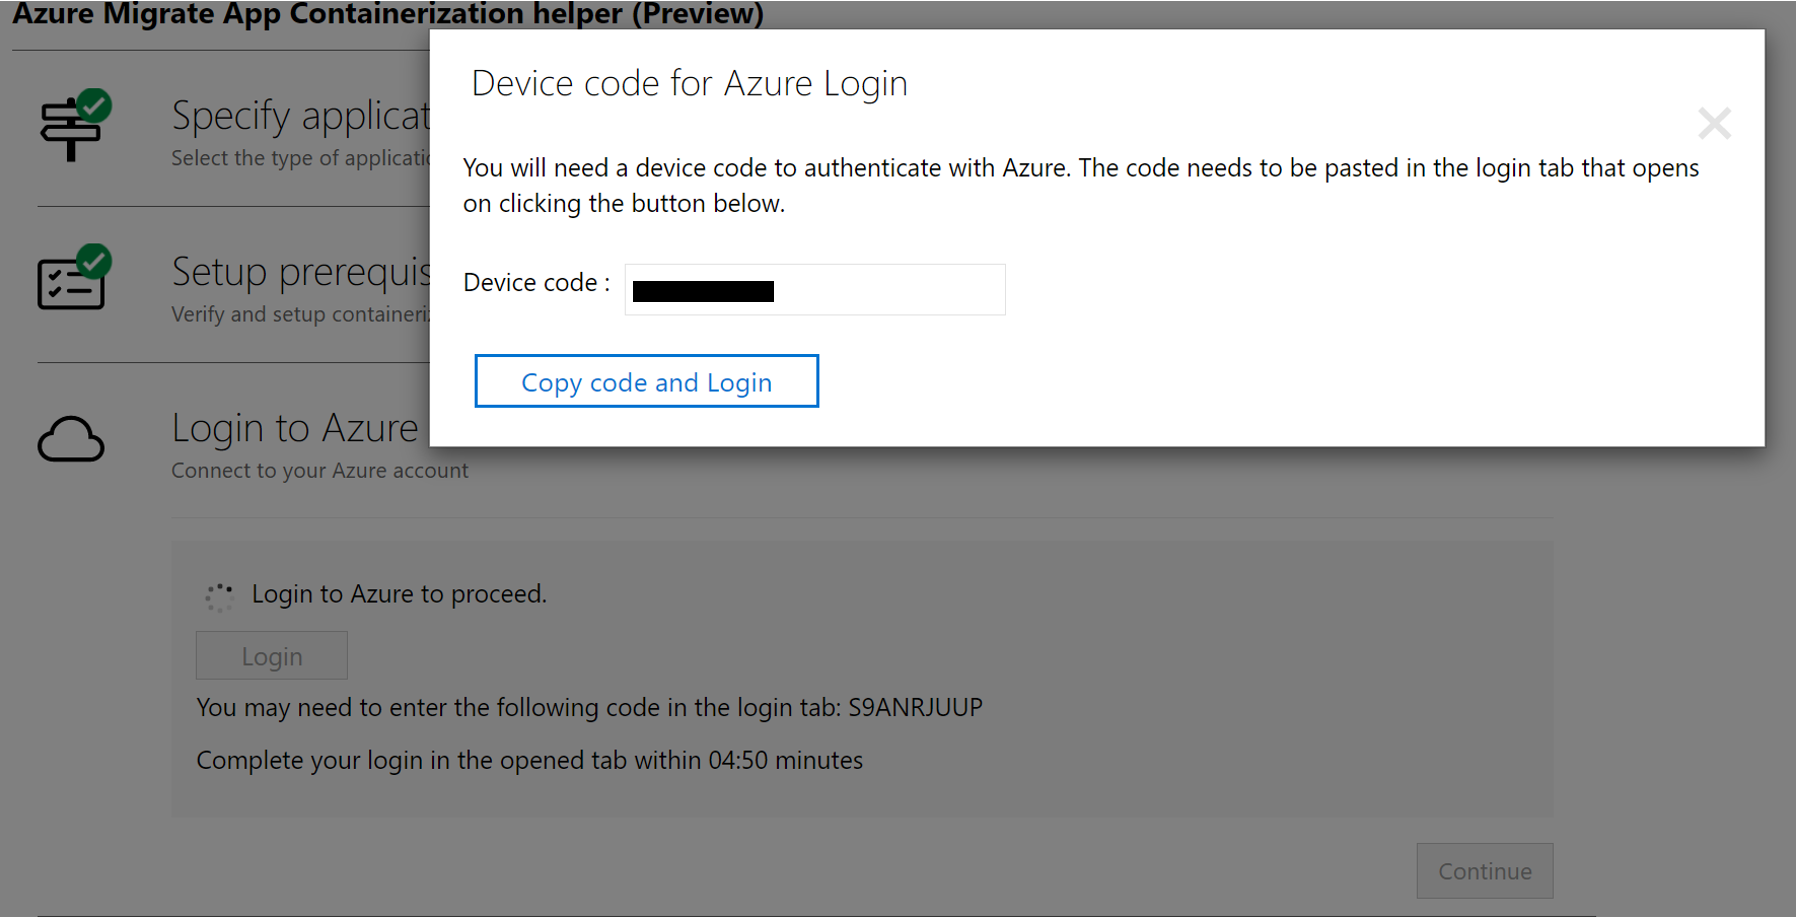 Azure Migrate App Containerization helper (Preview)
Device code for Azure Login
You will need a device code to authenticate with Azure. The code needs to be pasted in the login tab that opens
on clicking the button below.
Device code :
Copy code and Login
Specify applicat
Select the type of applicatio
Setup prerequis
Verify and setup containeri
Login to Azure
Connect to your Azure account
Login to Azure to proceed.
Login
You may need to enter the following code in the login tab: S9ANRJUUP
Complete your login in the opened tab within 04:50 minutes
Continue